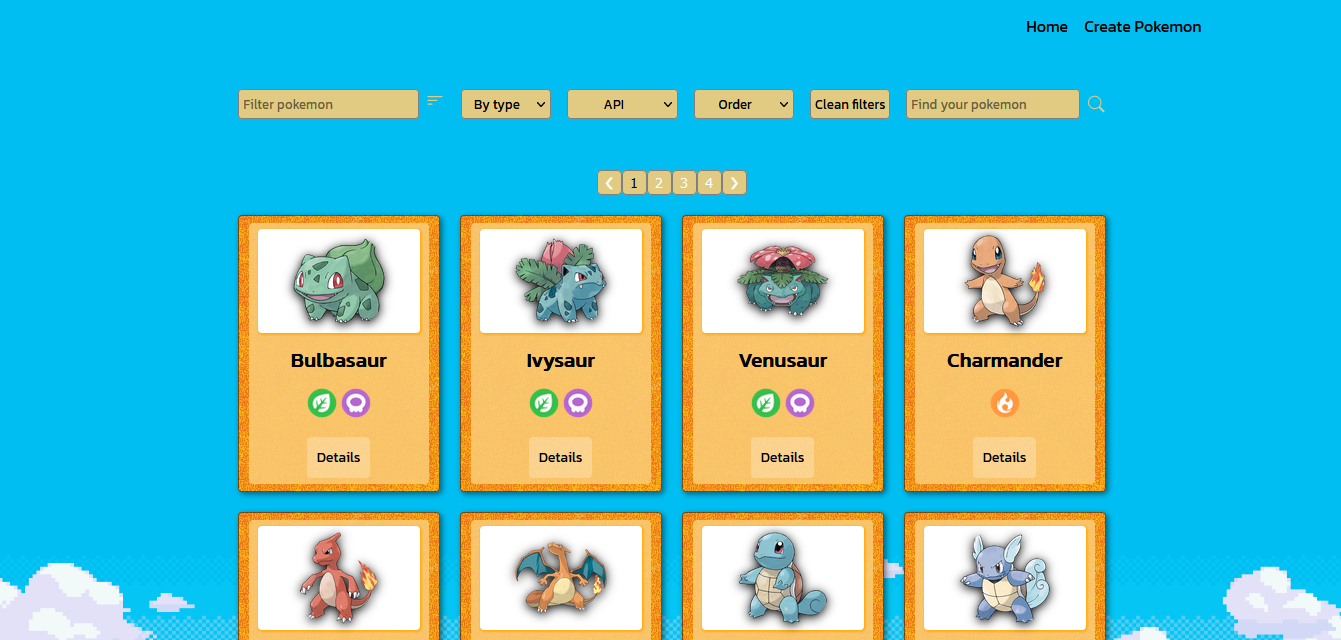 Home Create Pokemon
Filter pokemon By type API Order Clean filters Find your pokemon
❮ 1 2 3 4 ❯
Bulbasaur Ivysaur Venusaur Charmander
Details Details Details Details